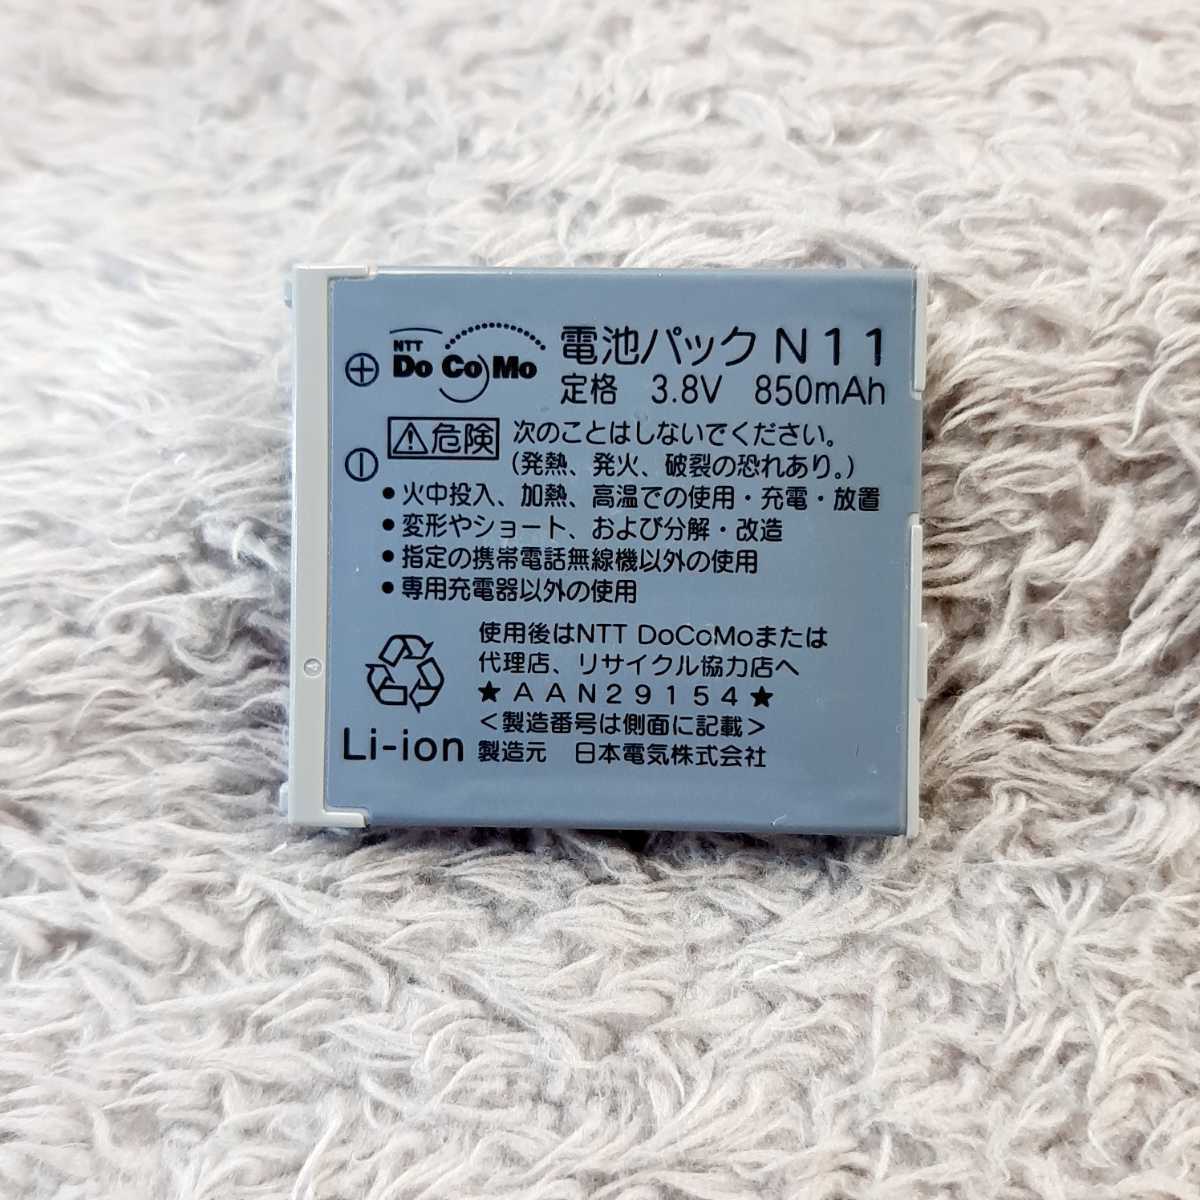 NTT
DoCoMo
電池パック N11
定格 3.8V 850mAh
危険
次のことはしないでください。
(発熱、発火、破裂の恐れあり。)
● 火中投入、加熱、高温での使用・充電・放置
● 変形やショート、および分解・改造
● 指定の携帯電話無線機以外の使用
● 専用充電器以外の使用
使用後はNTT DoCoMoまたは
代理店、リサイクル協力店へ
★AAN29154★
<製造番号は側面に記載>
Li-ion
製造元 日本電気株式会社
4